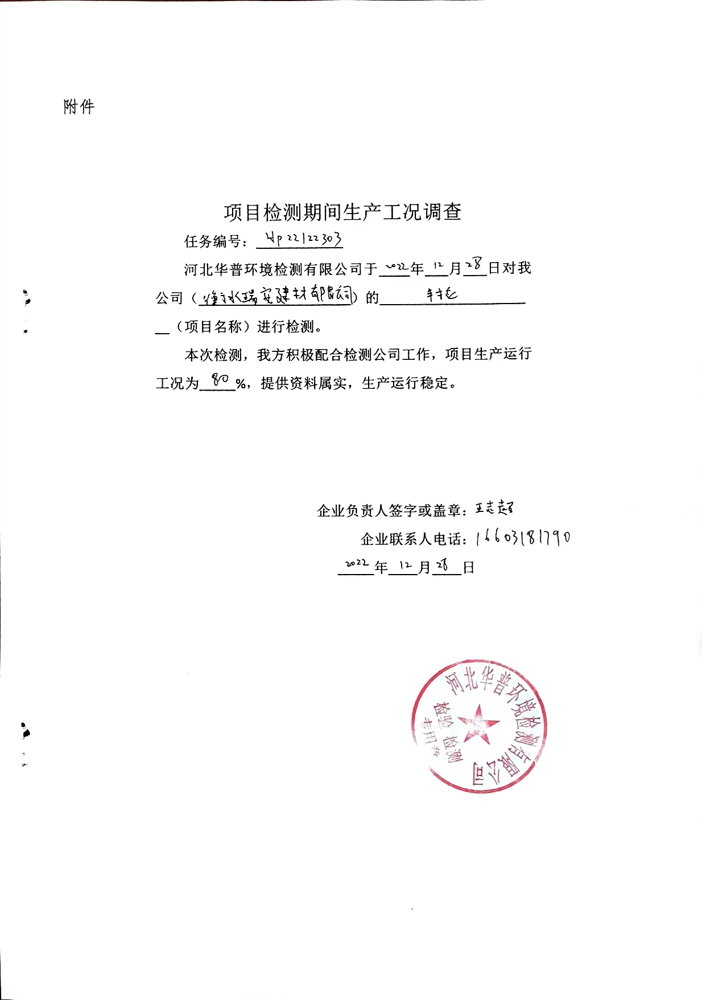 附件
项目检测期间生产工况调查
任务编号：HP22122303
河北华普环境检测有限公司于2022年12月28日对我
公司（衡水瑞实建材有限公司）的
（项目名称）进行检测。
本次检测，我方积极配合检测公司工作，项目生产运行
工况为80%，提供资料属实，生产运行稳定。
企业负责人签字或盖章：王志超
企业联系人电话：16603181790
2022年12月28日
河北华普环境检测有限公司
检验检测
专用章